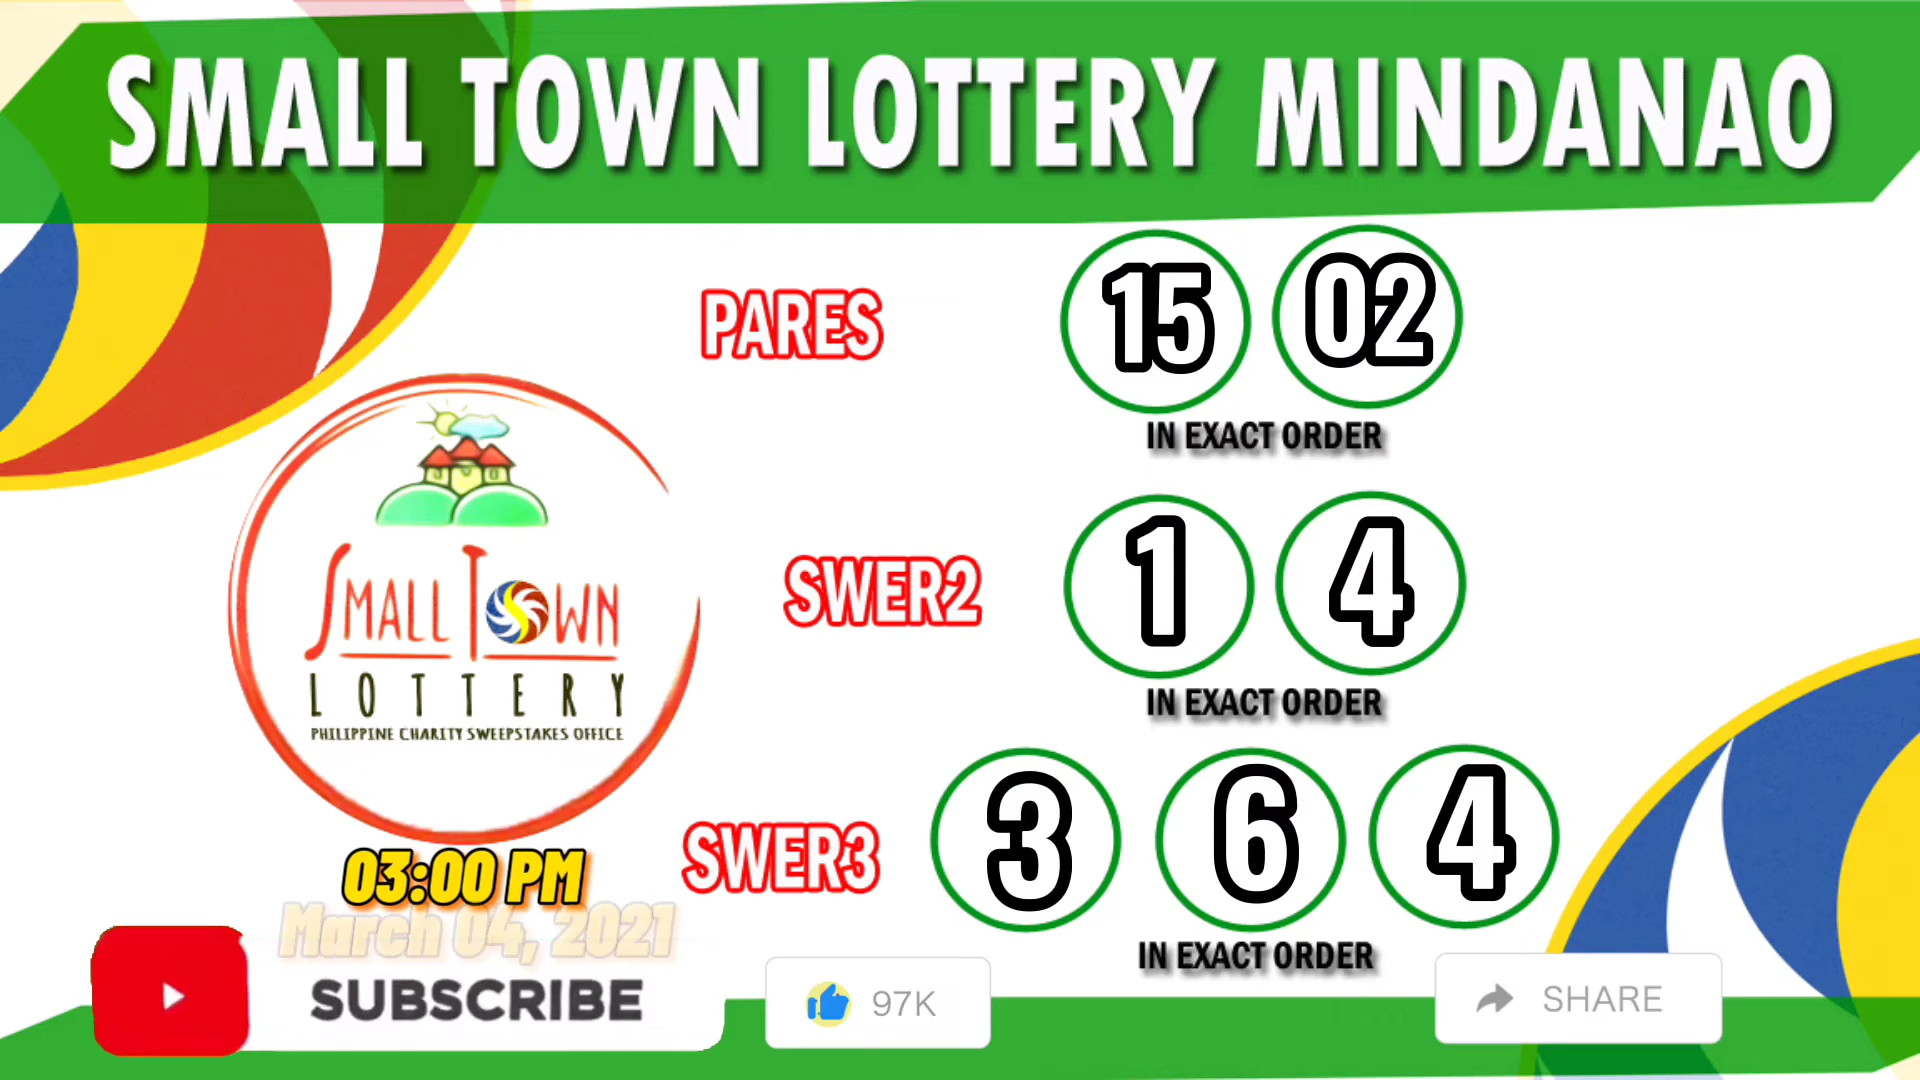 SMALL TOWN LOTTERY MINDANAO
PARES
15 02
IN EXACT ORDER
SMALL TOWN
LOTTERY
PHILIPPINE CHARITY SWEEPSTAKES OFFICE
SWER2
1 4
IN EXACT ORDER
SWER3
3 6 4
IN EXACT ORDER
03:00 PM
March 04, 2021
SUBSCRIBE
97K
SHARE